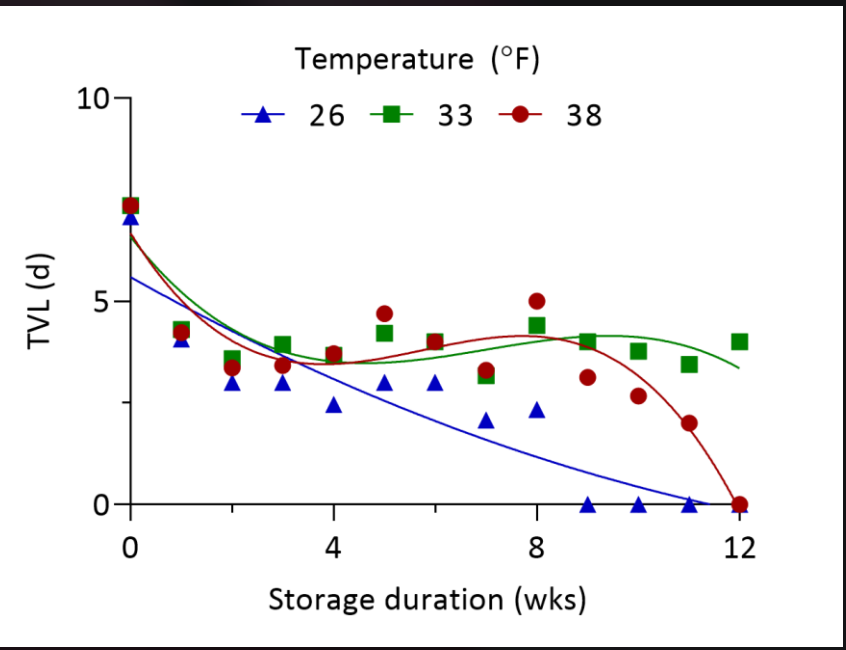 Temperature (°F)
26 33 38
10
5
0
TVL (d)
0 4 8 12
Storage duration (wks)